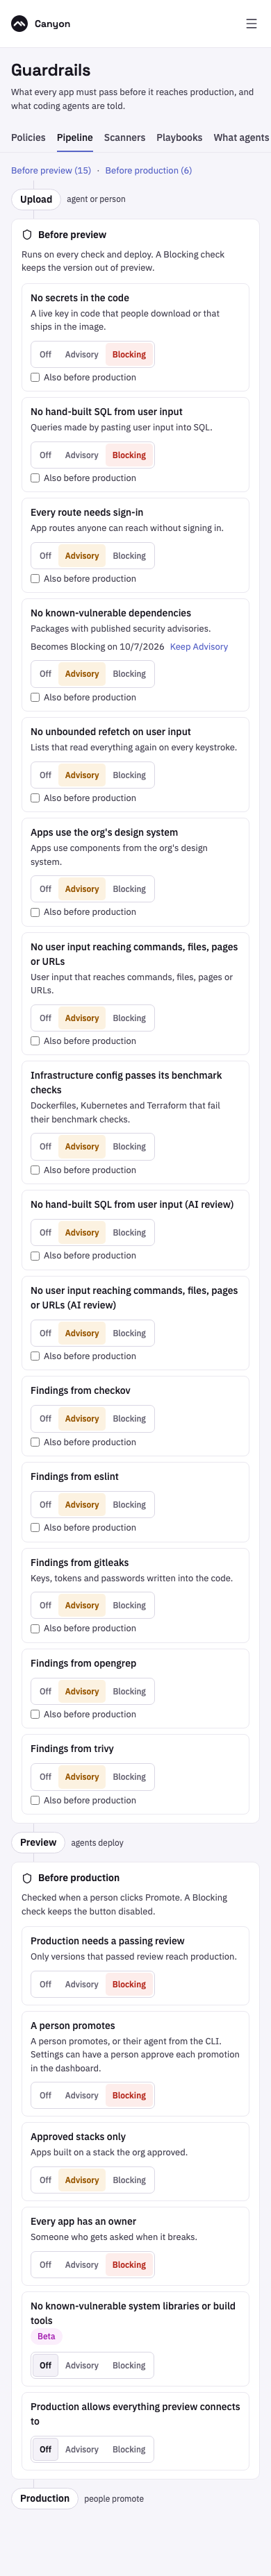 Canyon
Guardrails
What every app must pass before it reaches production, and
what coding agents are told.
Policies Pipeline Scanners Playbooks What agents
Before preview (15) · Before production (6)
Upload agent or person
Before preview
Runs on every check and deploy. A Blocking check
keeps the version out of preview.
No secrets in the code
A live key in code that people download or that
ships in the image.
Off Advisory Blocking
Also before production
No hand-built SQL from user input
Queries made by pasting user input into SQL.
Off Advisory Blocking
Also before production
Every route needs sign-in
App routes anyone can reach without signing in.
Off Advisory Blocking
Also before production
No known-vulnerable dependencies
Packages with published security advisories.
Becomes Blocking on 10/7/2026 Keep Advisory
Off Advisory Blocking
Also before production
No unbounded refetch on user input
Lists that read everything again on every keystroke.
Off Advisory Blocking
Also before production
Apps use the org's design system
Apps use components from the org's design
system.
Off Advisory Blocking
Also before production
No user input reaching commands, files, pages
or URLs
User input that reaches commands, files, pages or
URLs.
Off Advisory Blocking
Also before production
Infrastructure config passes its benchmark
checks
Dockerfiles, Kubernetes and Terraform that fail
their benchmark checks.
Off Advisory Blocking
Also before production
No hand-built SQL from user input (AI review)
Off Advisory Blocking
Also before production
No user input reaching commands, files, pages
or URLs (AI review)
Off Advisory Blocking
Also before production
Findings from checkov
Off Advisory Blocking
Also before production
Findings from eslint
Off Advisory Blocking
Also before production
Findings from gitleaks
Keys, tokens and passwords written into the code.
Off Advisory Blocking
Also before production
Findings from opengrep
Off Advisory Blocking
Also before production
Findings from trivy
Off Advisory Blocking
Also before production
Preview agents deploy
Before production
Checked when a person clicks Promote. A Blocking
check keeps the button disabled.
Production needs a passing review
Only versions that passed review reach production.
Off Advisory Blocking
A person promotes
A person promotes, or their agent from the CLI.
Settings can have a person approve each promotion
in the dashboard.
Off Advisory Blocking
Approved stacks only
Apps built on a stack the org approved.
Off Advisory Blocking
Every app has an owner
Someone who gets asked when it breaks.
Off Advisory Blocking
No known-vulnerable system libraries or build
tools
Beta
Off Advisory Blocking
Production allows everything preview connects
to
Off Advisory Blocking
Production people promote